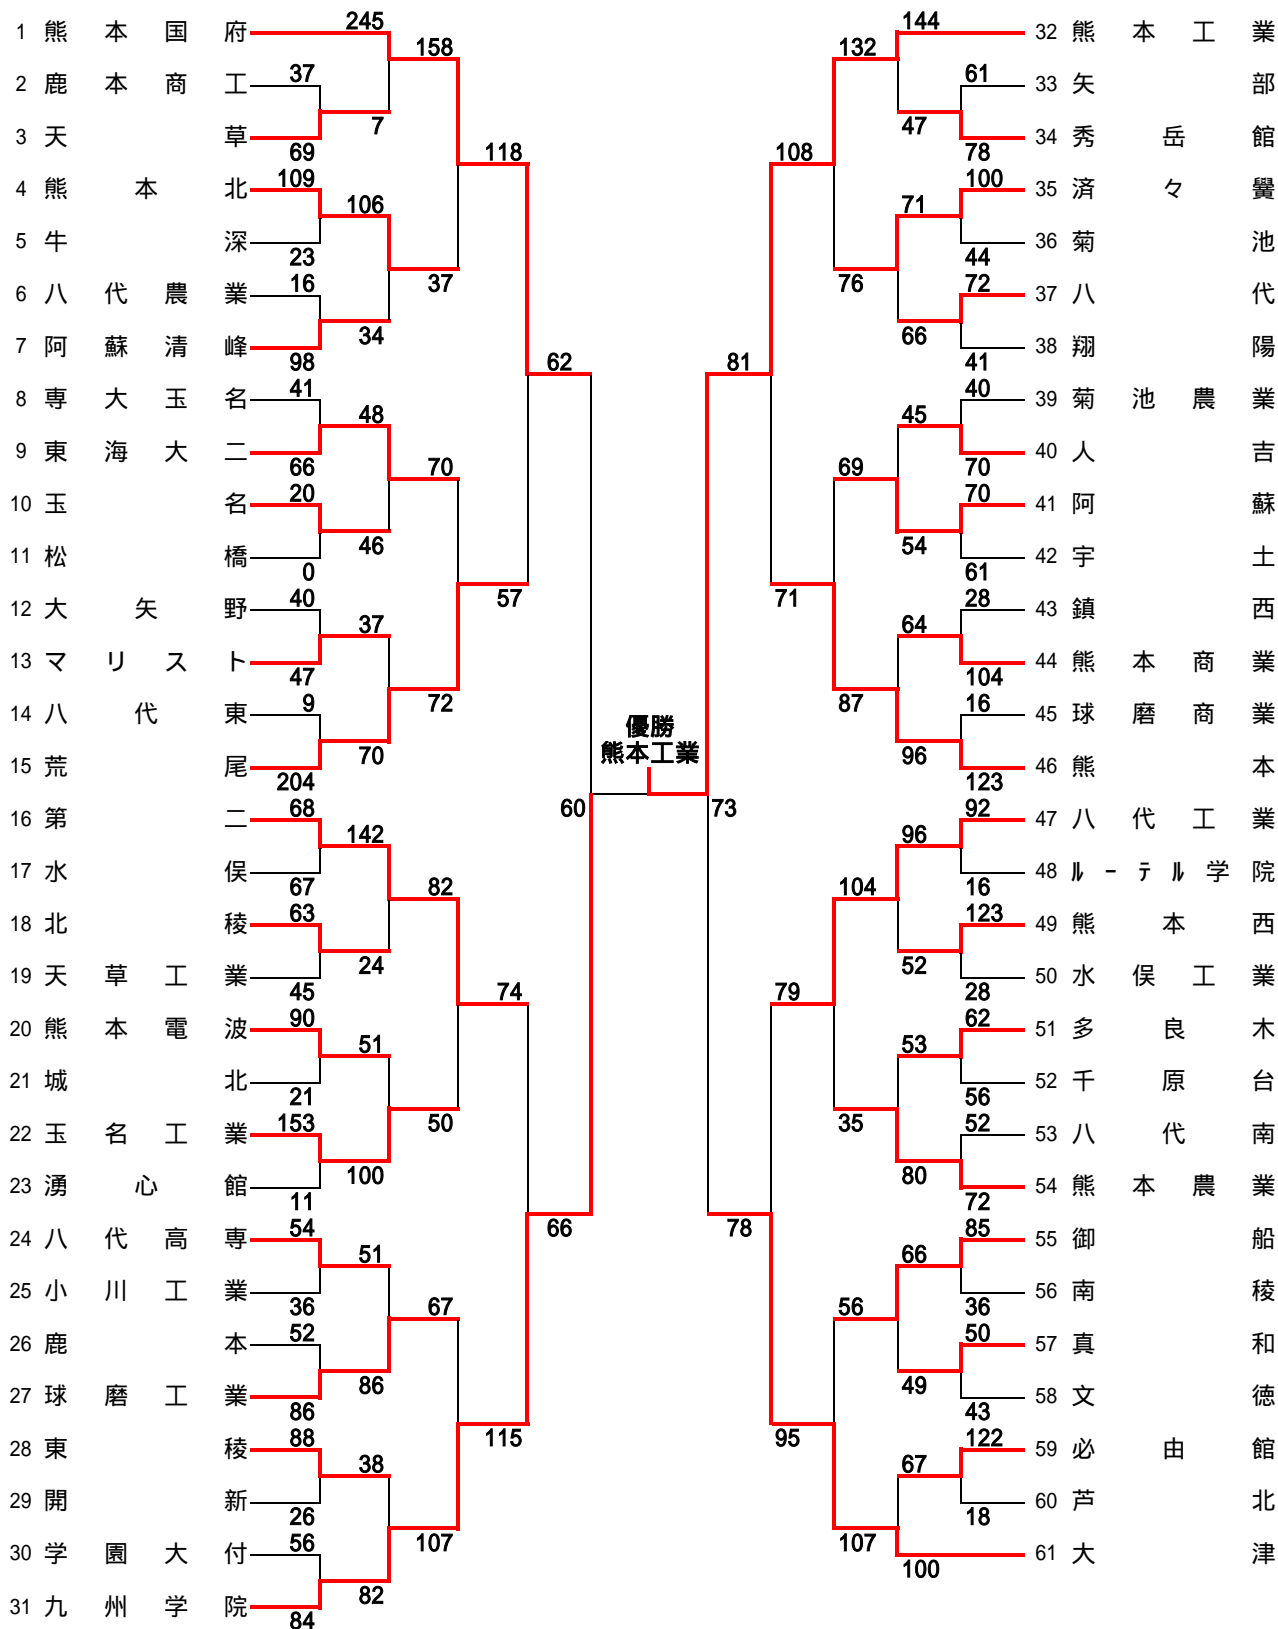 1 熊本国府 245
158
2 鹿本商工 37
7
3 天草 69
118
4 熊本北 109
106
5 牛深 23
37
6 八代農業 16
34
7 阿蘇清峰 98
62
8 専大玉名 41
48
9 東海大二 66
70
10 玉名 20
46
11 松橋 0
57
12 大矢野 40
37
13 マリスト 47
72
14 八代東 9
70
15 荒尾 204
60
16 第二 68
142
17 水俣 67
82
18 北稜 63
24
19 天草工業 45
74
20 熊本電波 90
51
21 城北 21
50
22 玉名工業 153
100
23 湧心館 11
66
24 八代高専 54
51
25 小川工業 36
67
26 鹿本 52
86
27 球磨工業 86
115
28 東稜 88
38
29 開新 26
107
30 学園大付 56
82
31 九州学院 84
優勝
熊本工業
144 32 熊本工業
132
61 33 矢部
47
78 34 秀岳館
108
100 35 済々黌
71
44 36 菊池
76
72 37 八代
66
41 38 翔陽
81
40 39 菊池農業
45
70 40 人吉
69
70 41 阿蘇
54
61 42 宇土
71
28 43 鎮西
64
104 44 熊本商業
87
16 45 球磨商業
96
123 46 熊本
73
92 47 八代工業
96
16 48 ルーテル学院
104
123 49 熊本西
52
28 50 水俣工業
79
62 51 多良木
53
56 52 千原台
35
52 53 八代南
80
72 54 熊本農業
78
85 55 御船
66
36 56 南稜
56
50 57 真和
49
43 58 文徳
95
122 59 必由館
67
18 60 芦北
107
100 61 大津